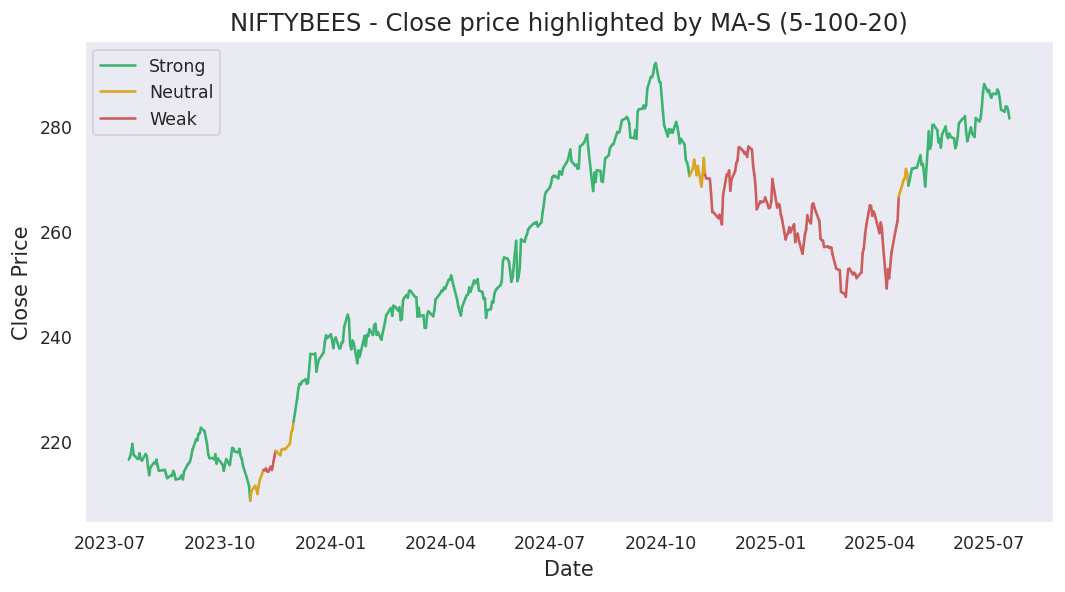 NIFTYBEES - Close price highlighted by MA-S (5-100-20)
Strong
Neutral
Weak
Close Price
280
260
240
220
2023-07 2023-10 2024-01 2024-04 2024-07 2024-10 2025-01 2025-04 2025-07
Date